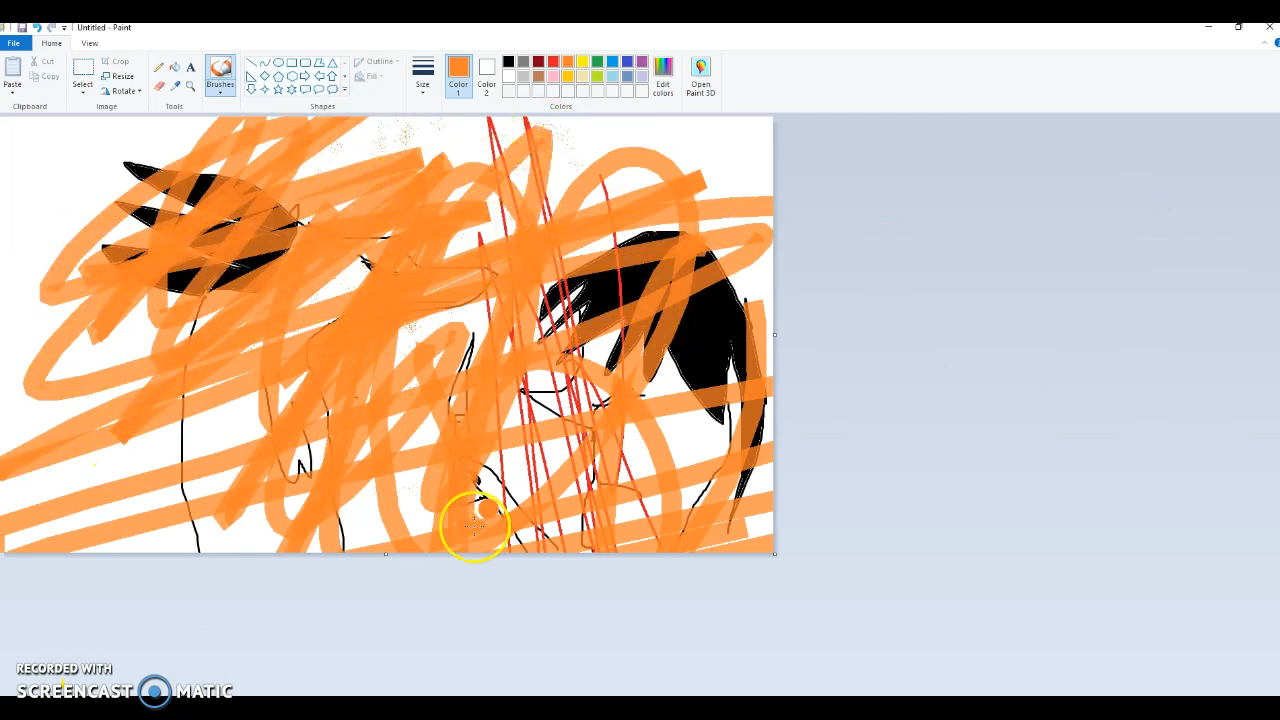 Untitled - Paint
File Home View
Paste
Cut
Copy
Clipboard
Select
Crop
Resize
Rotate
Image
Tools
Brushes
Shapes
Outline
Fill
Size
Color 1
Color 2
Edit colors
Colors
Open Paint 3D
RECORDED WITH
SCREENCAST MATIC